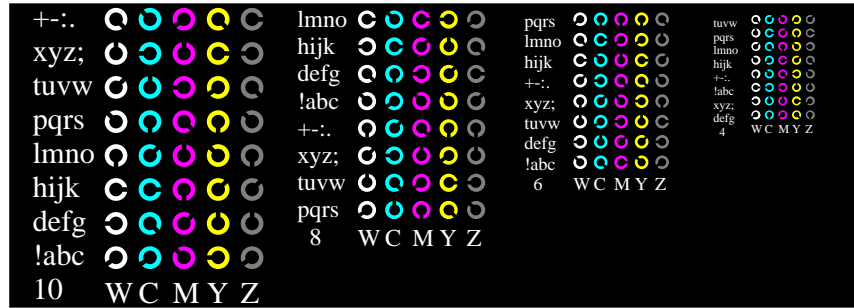 +-:.
xyz;
tuvw
pqrs
lmno
hijk
defg
!abc
10 W C M Y Z
lmno
hijk
defg
!abc
+-:.
xyz;
tuvw
pqrs
8 W C M Y Z
pqrs
lmno
hijk
+-:.
xyz;
tuvw
defg
!abc
6 W C M Y Z
tuvw
pqrs
lmno
hijk
+-:.
!abc
xyz;
defg
4 W C M Y Z